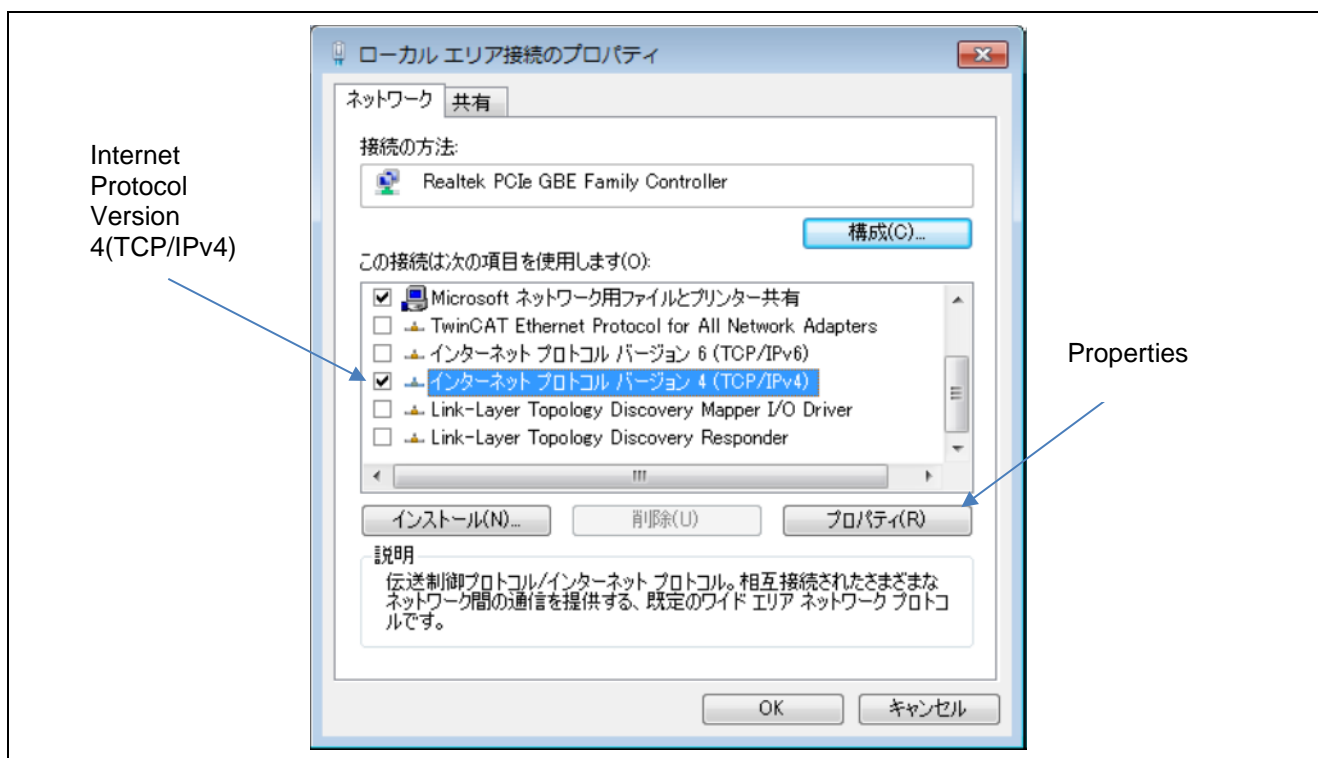 ローカル エリア接続のプロパティ
ネットワーク
共有
接続の方法:
Realtek PCIe GBE Family Controller
構成(C)...
この接続は次の項目を使用します(O):
Microsoft ネットワーク用ファイルとプリンター共有
TwinCAT Ethernet Protocol for All Network Adapters
インターネット プロトコル バージョン 6 (TCP/IPv6)
インターネット プロトコル バージョン 4 (TCP/IPv4)
Link-Layer Topology Discovery Mapper I/O Driver
Link-Layer Topology Discovery Responder
インストール(N)...
削除(U)
プロパティ(R)
説明
伝送制御プロトコル/インターネット プロトコル。相互接続されたさまざまな
ネットワーク間の通信を提供する、既定のワイド エリア ネットワーク プロトコ
ルです。
OK
キャンセル
Internet
Protocol
Version
4(TCP/IPv4)
Properties